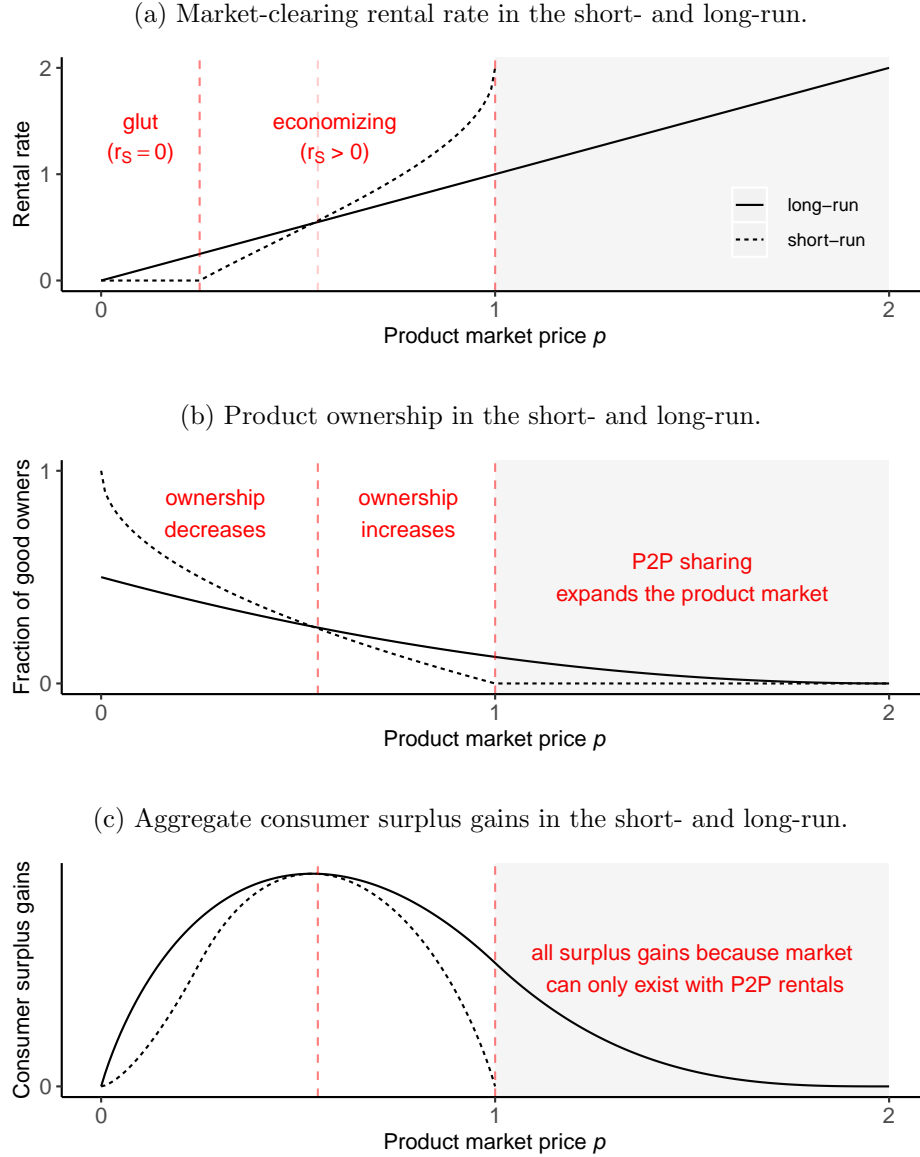 (a) Market-clearing rental rate in the short- and long-run.
2
1
0
Rental rate
glut
(rS = 0)
economizing
(rS > 0)
long−run
short−run
0
1
2
Product market price p
(b) Product ownership in the short- and long-run.
1
0
Fraction of good owners
ownership
decreases
ownership
increases
P2P sharing
expands the product market
0
1
2
Product market price p
(c) Aggregate consumer surplus gains in the short- and long-run.
0
Consumer surplus gains
all surplus gains because market
can only exist with P2P rentals
0
1
2
Product market price p